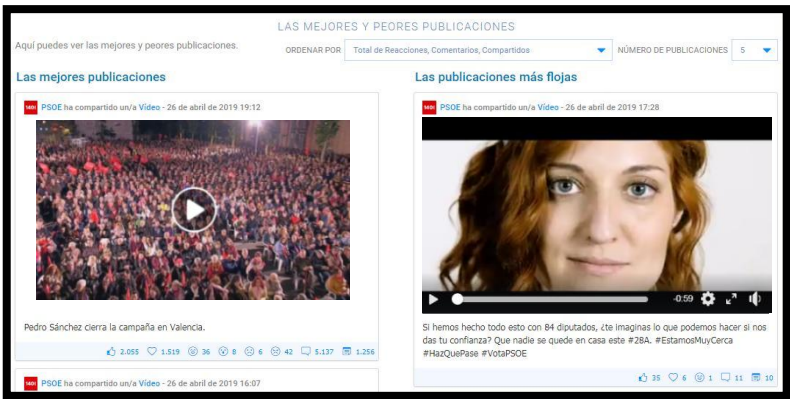 LAS MEJORES Y PEORES PUBLICACIONES
Aquí puedes ver las mejores y peores publicaciones.
ORDENAR POR Total de Reacciones, Comentarios, Compartidos NÚMERO DE PUBLICACIONES 5
Las mejores publicaciones
PSOE ha compartido un/a Vídeo - 26 de abril de 2019 19:12
Pedro Sánchez cierra la campaña en Valencia.
2.055 1.519 36 8 6 42 5.137 1.256
PSOE ha compartido un/a Vídeo - 26 de abril de 2019 16:07
Las publicaciones más flojas
PSOE ha compartido un/a Vídeo - 26 de abril de 2019 17:28
-0:59
Si hemos hecho todo esto con 84 diputados, ¿te imaginas lo que podemos hacer si nos
das tu confianza? Que nadie se quede en casa este #28A. #EstamosMuyCerca
#HazQuePase #VotaPSOE
35 6 1 11 10